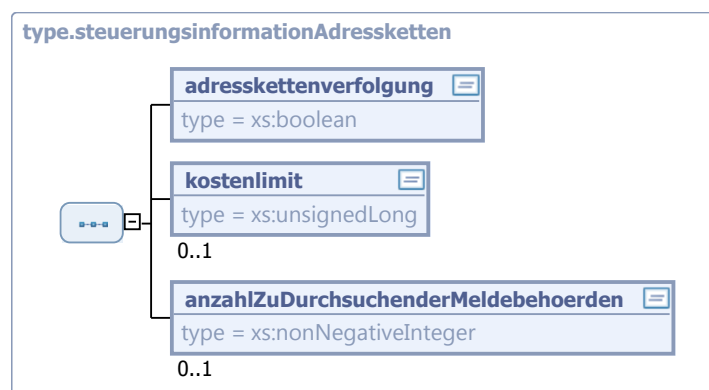 type.steuerungsinformationAdressketten
adresskettenverfolgung
type = xs:boolean
kostenlimit
type = xs:unsignedLong
0..1
anzahlZuDurchsuchenderMeldebehoerden
type = xs:nonNegativeInteger
0..1